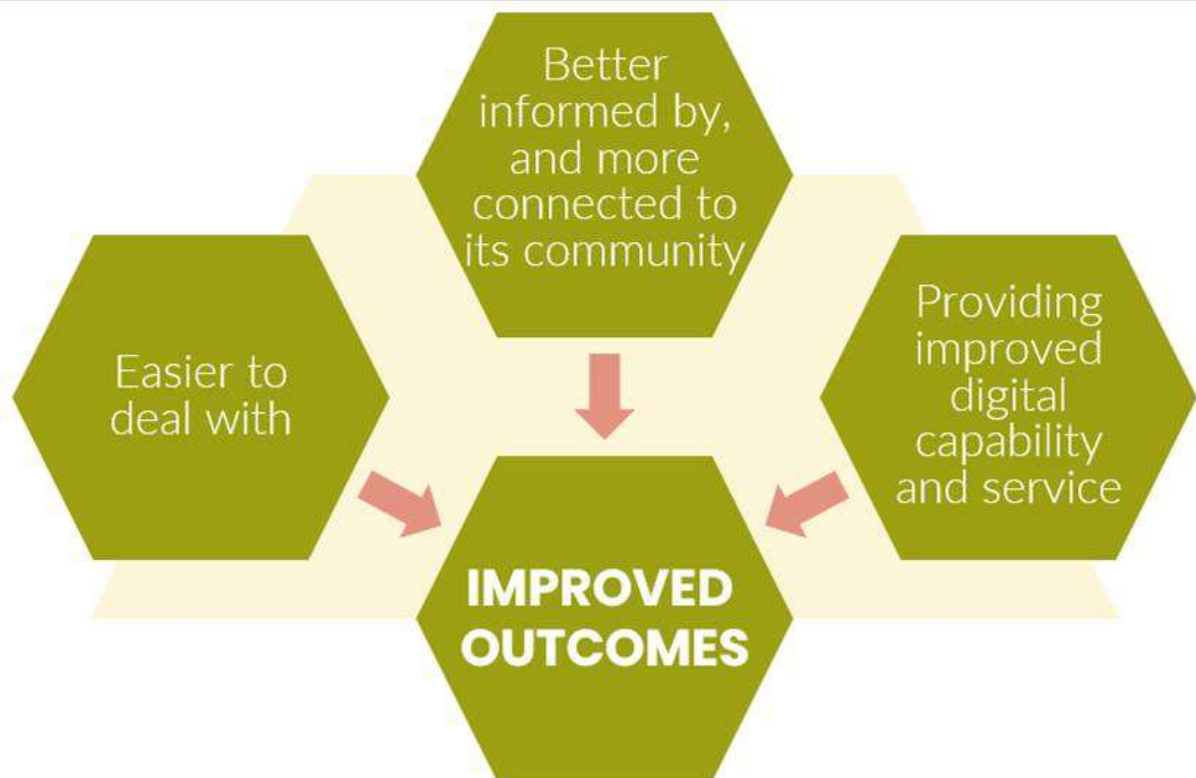 Better
informed by,
and more
connected to
its community
Easier to
deal with
Providing
improved
digital
capability
and service
IMPROVED
OUTCOMES